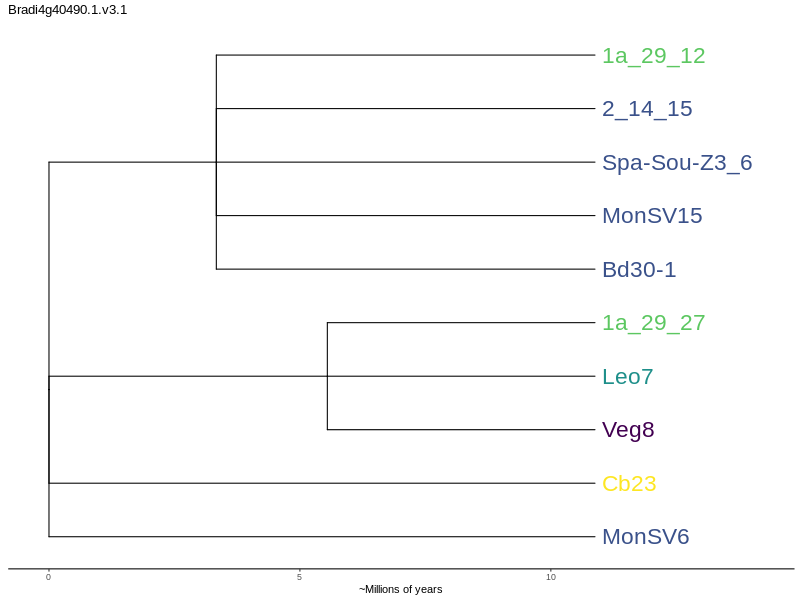 Bradi4g40490.1.v3.1
1a_29_12
2_14_15
Spa-Sou-Z3_6
MonSV15
Bd30-1
1a_29_27
Leo7
Veg8
Cb23
MonSV6
0 5 10
~Millions of years